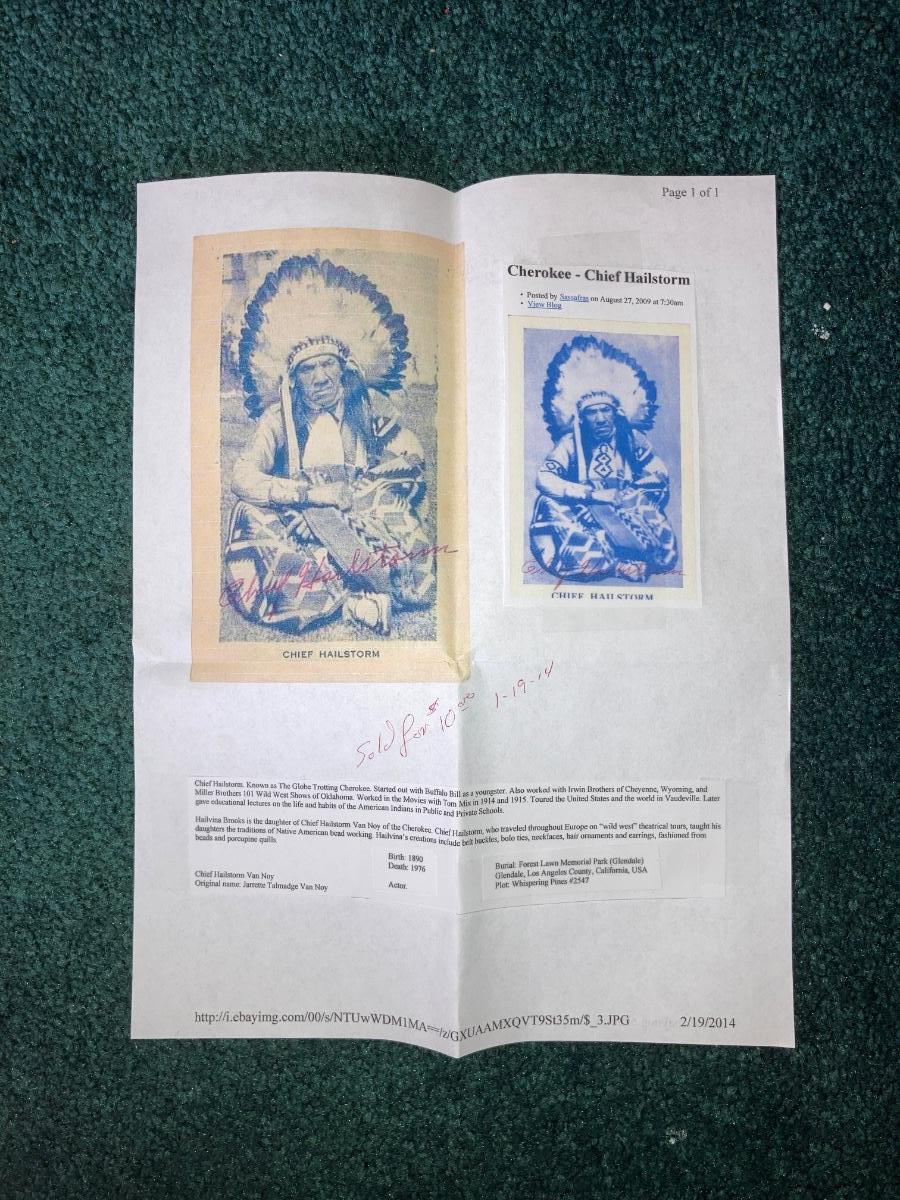 Page 1 of 1
Cherokee - Chief Hailstorm
• Posted by Sassafras on August 27, 2009 at 7:30am
• View Blog
Chief Hailstorm
CHIEF HAILSTORM
CHIEF HAILSTORM
Sold for $10.00 1-19-14
Chief Hailstorm. Known as The Globe Trotting Cherokee. Started out with Buffalo Bill as a youngster. Also worked with Irwin Brothers of Cheyenne, Wyoming, and
Miller Brothers 101 Wild West Shows of Oklahoma. Worked in the Movies with Tom Mix in 1914 and 1915. Toured the United States and the world in Vaudeville. Later
gave educational lectures on the life and habits of the American Indians in Public and Private Schools.
Hailvina Brooks is the daughter of Chief Hailstorm Van Noy of the Cherokee. Chief Hailstorm, who traveled throughout Europe on "wild west" theatrical tours, taught his
daughters the traditions of Native American bead working. Hailvina's creations include belt buckles, bolo ties, necklaces, hair ornaments and earrings, fashioned from
beads and porcupine quills.
Birth: 1890
Death: 1976
Chief Hailstorm Van Noy
Original name: Jarrette Talmadge Van Noy
Actor.
Burial: Forest Lawn Memorial Park (Glendale)
Glendale, Los Angeles County, California, USA
Plot: Whispering Pines #2547
http://i.ebayimg.com/00/s/NTUwWDM1MA==/z/GXUAAMXQVT9St35m/$_3.JPG 2/19/2014